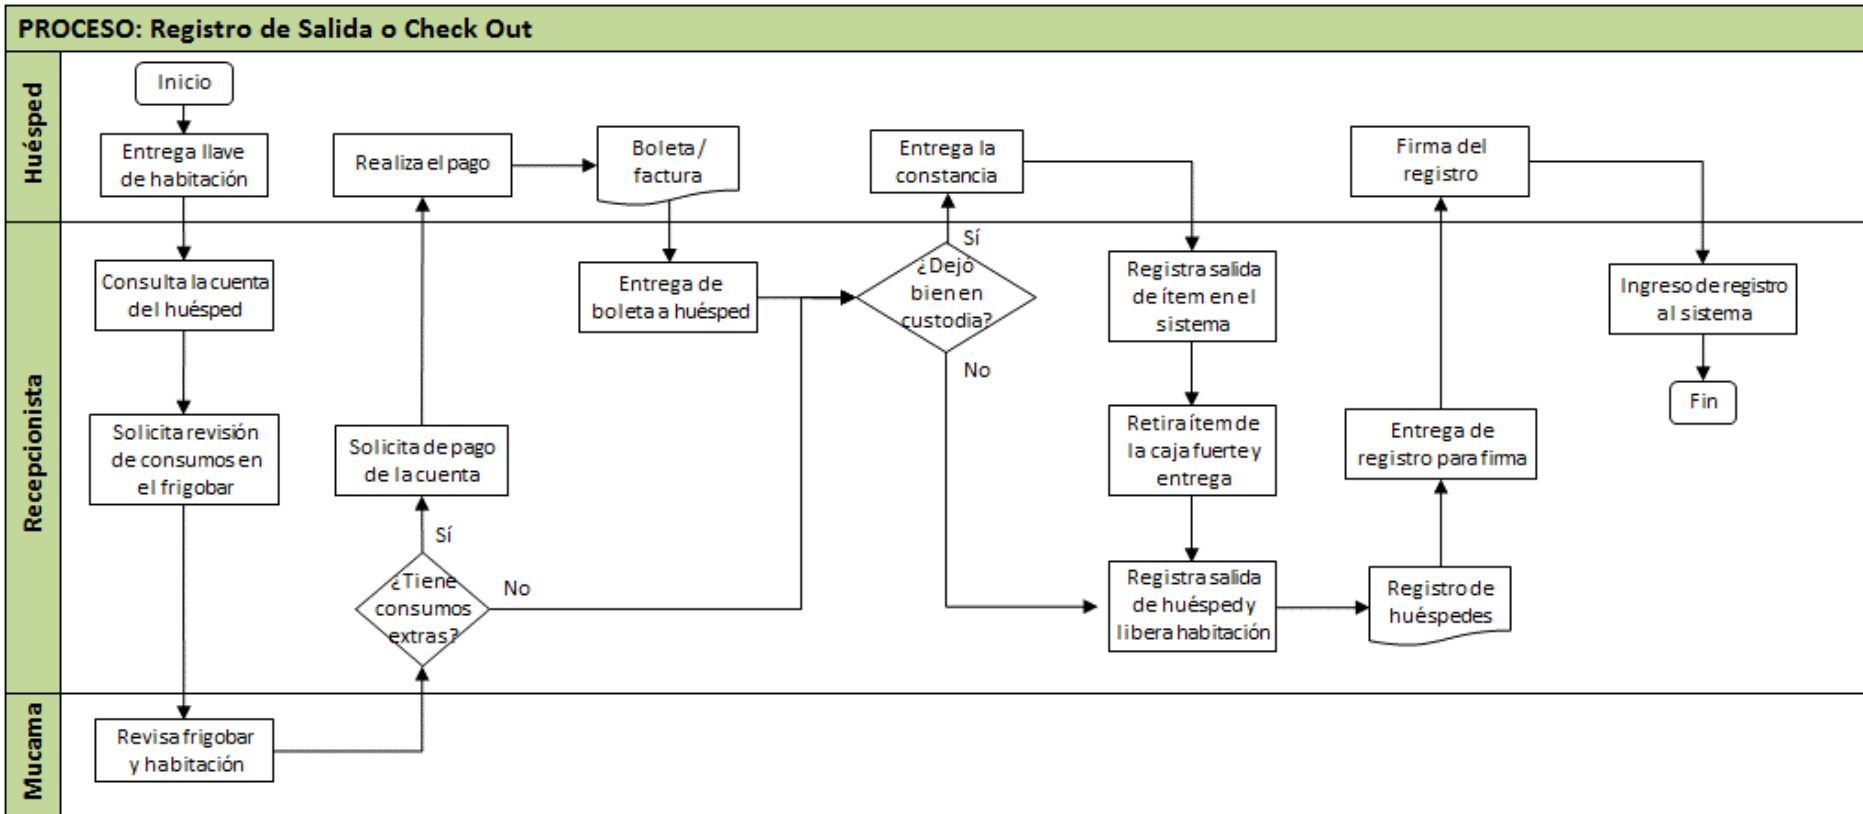 PROCESO: Registro de Salida o Check Out
Huésped
Inicio
Entrega llave
de habitación
Realiza el pago
Boleta /
factura
Entrega la
constancia
Firma del
registro
Recepcionista
Consulta la cuenta
del huésped
Solicita revisión
de consumos en
el frigobar
Solicita de pago
de la cuenta
Sí
¿Tiene
consumos
extras?
No
Entrega de
boleta a huésped
Sí
¿Dejó
bien en
custodia?
No
Registra salida
de ítem en el
sistema
Retira ítem de
la caja fuerte y
entrega
Registra salida
de huésped y
libera habitación
Registro de
huéspedes
Entrega de
registro para firma
Ingreso de registro
al sistema
Fin
Mucama
Revisa frigobar
y habitación